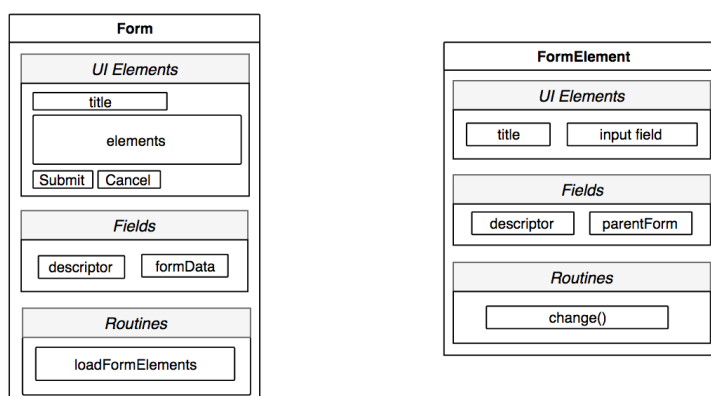 Form
UI Elements
title
elements
Submit Cancel
Fields
descriptor formData
Routines
loadFormElements
FormElement
UI Elements
title input field
Fields
descriptor parentForm
Routines
change()